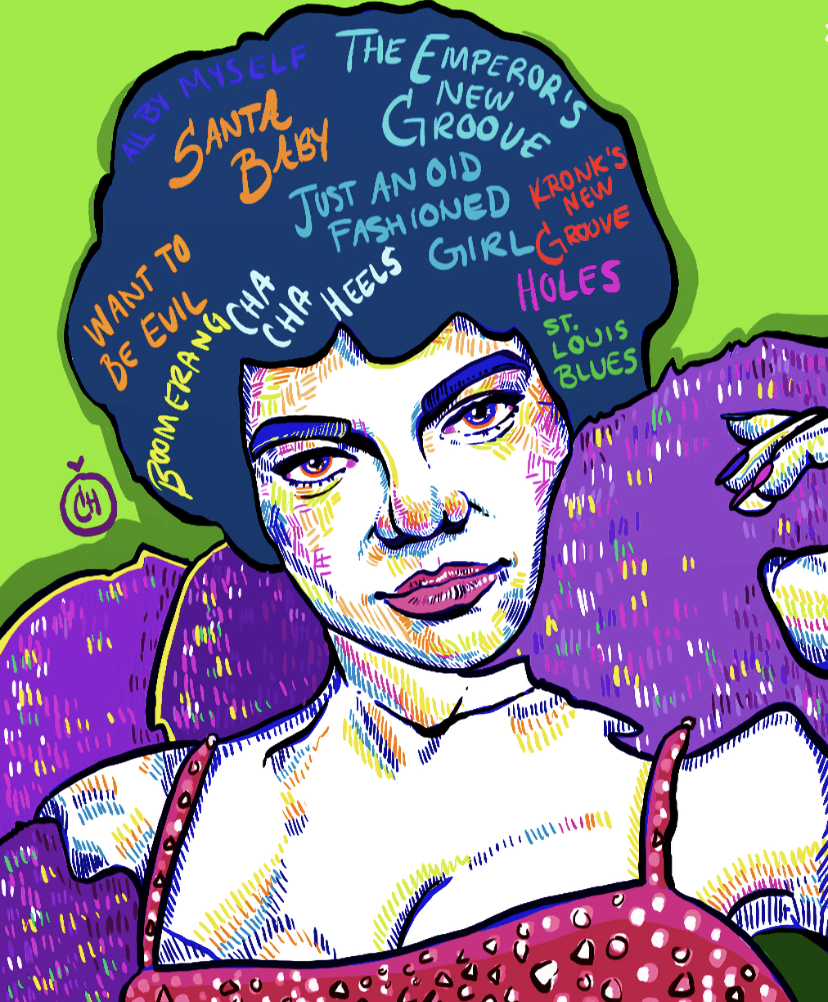 ALL BY MYSELF
THE EMPEROR'S
NEW
GROOVE
SANTA
BABY
JUST AN OLD
FASHIONED
GIRL
KRONK'S
NEW
GROOVE
WANT TO
BE EVIL
BOOMERANG
CHA
CHA
HEELS
HOLES
ST.
LOUIS
BLUES
CH